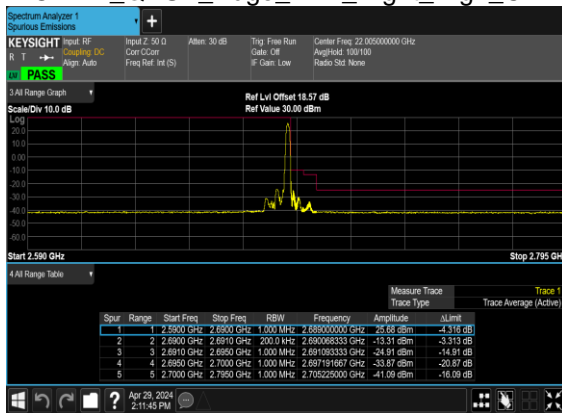 Spectrum Analyzer 1
Spurious Emissions
+
KEYSIGHT Input: RF
R T Coupling: DC
Align: Auto
PASS
Input Z: 50 Ω
Corr CCorr
Freq Ref: Int (S)
Atten: 30 dB
Trig: Free Run
Gate: Off
IF Gain: Low
Center Freq: 22.005000000 GHz
Avg|Hold: 100/100
Radio Std: None
3 All Range Graph
Scale/Div 10.0 dB
Ref Lvl Offset 18.57 dB
Ref Value 30.00 dBm
Log
20.0
10.0
0.00
-10.0
-20.0
-30.0
-40.0
-50.0
-60.0
Start 2.590 GHz
Stop 2.795 GHz
4 All Range Table
Measure Trace Trace 1
Trace Type Trace Average (Active)
Spur Range Start Freq Stop Freq RBW Frequency Amplitude ΔLimit
1 1 2.5900 GHz 2.6900 GHz 1.000 MHz 2.689000000 GHz 25.68 dBm -4.316 dB
2 2 2.6900 GHz 2.6910 GHz 200.0 kHz 2.690068333 GHz -13.31 dBm -3.313 dB
3 3 2.6910 GHz 2.6950 GHz 1.000 MHz 2.691093333 GHz -24.91 dBm -14.91 dB
4 4 2.6950 GHz 2.7000 GHz 1.000 MHz 2.697191667 GHz -33.87 dBm -20.87 dB
5 5 2.7000 GHz 2.7950 GHz 1.000 MHz 2.705225000 GHz -41.09 dBm -16.09 dB
?
Apr 29, 2024
2:11:45 PM